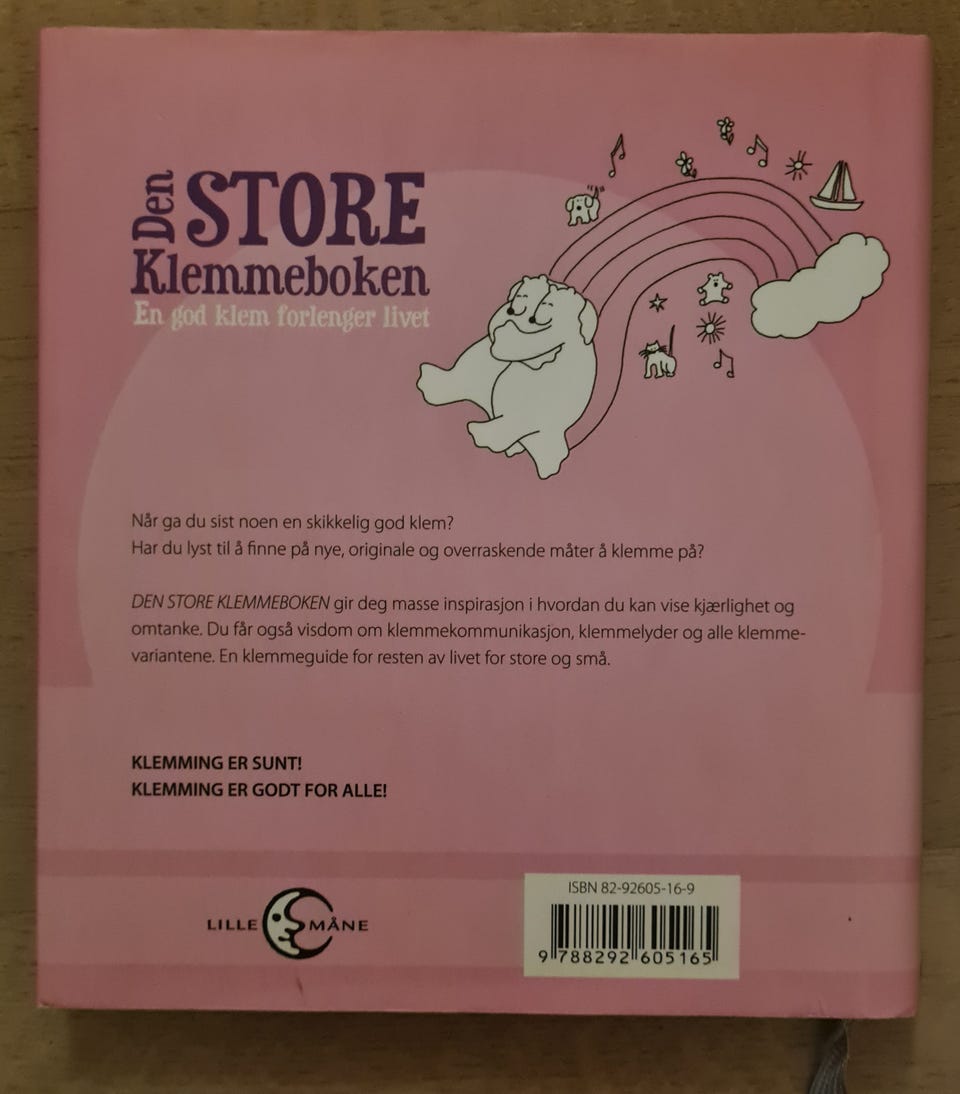 Den STORE
Klemmeboken
En god klem forlenger livet
Når ga du sist noen en skikkelig god klem?
Har du lyst til å finne på nye, originale og overraskende måter å klemme på?
DEN STORE KLEMMEBOKEN gir deg masse inspirasjon i hvordan du kan vise kjærlighet og
omtanke. Du får også visdom om klemmekommunikasjon, klemmelyder og alle klemme-
variantene. En klemmeguide for resten av livet for store og små.
KLEMMING ER SUNT!
KLEMMING ER GODT FOR ALLE!
LILLE MÅNE
ISBN 82-92605-16-9
9 788292 605165